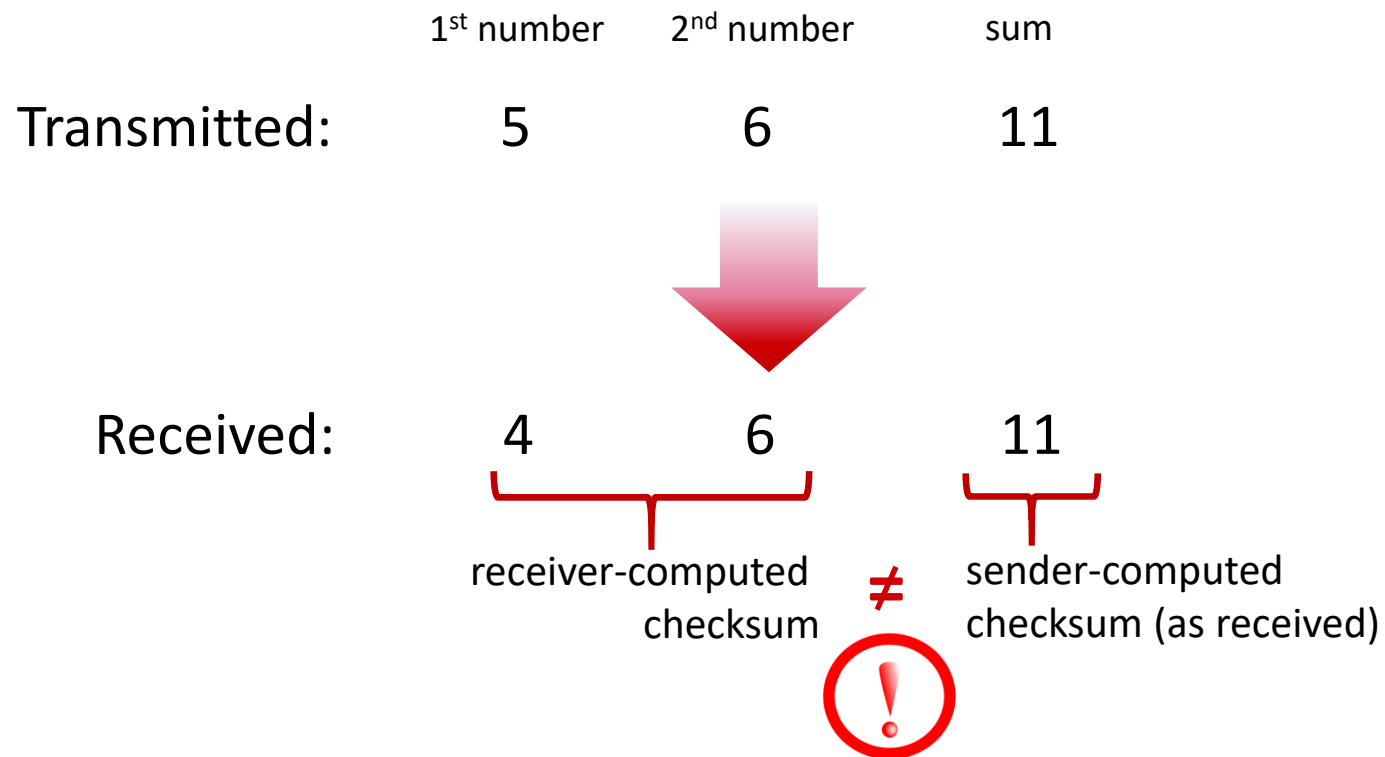 1st number 2nd number sum
Transmitted: 5 6 11
Received: 4 6 11
receiver-computed checksum
≠
sender-computed checksum (as received)
!